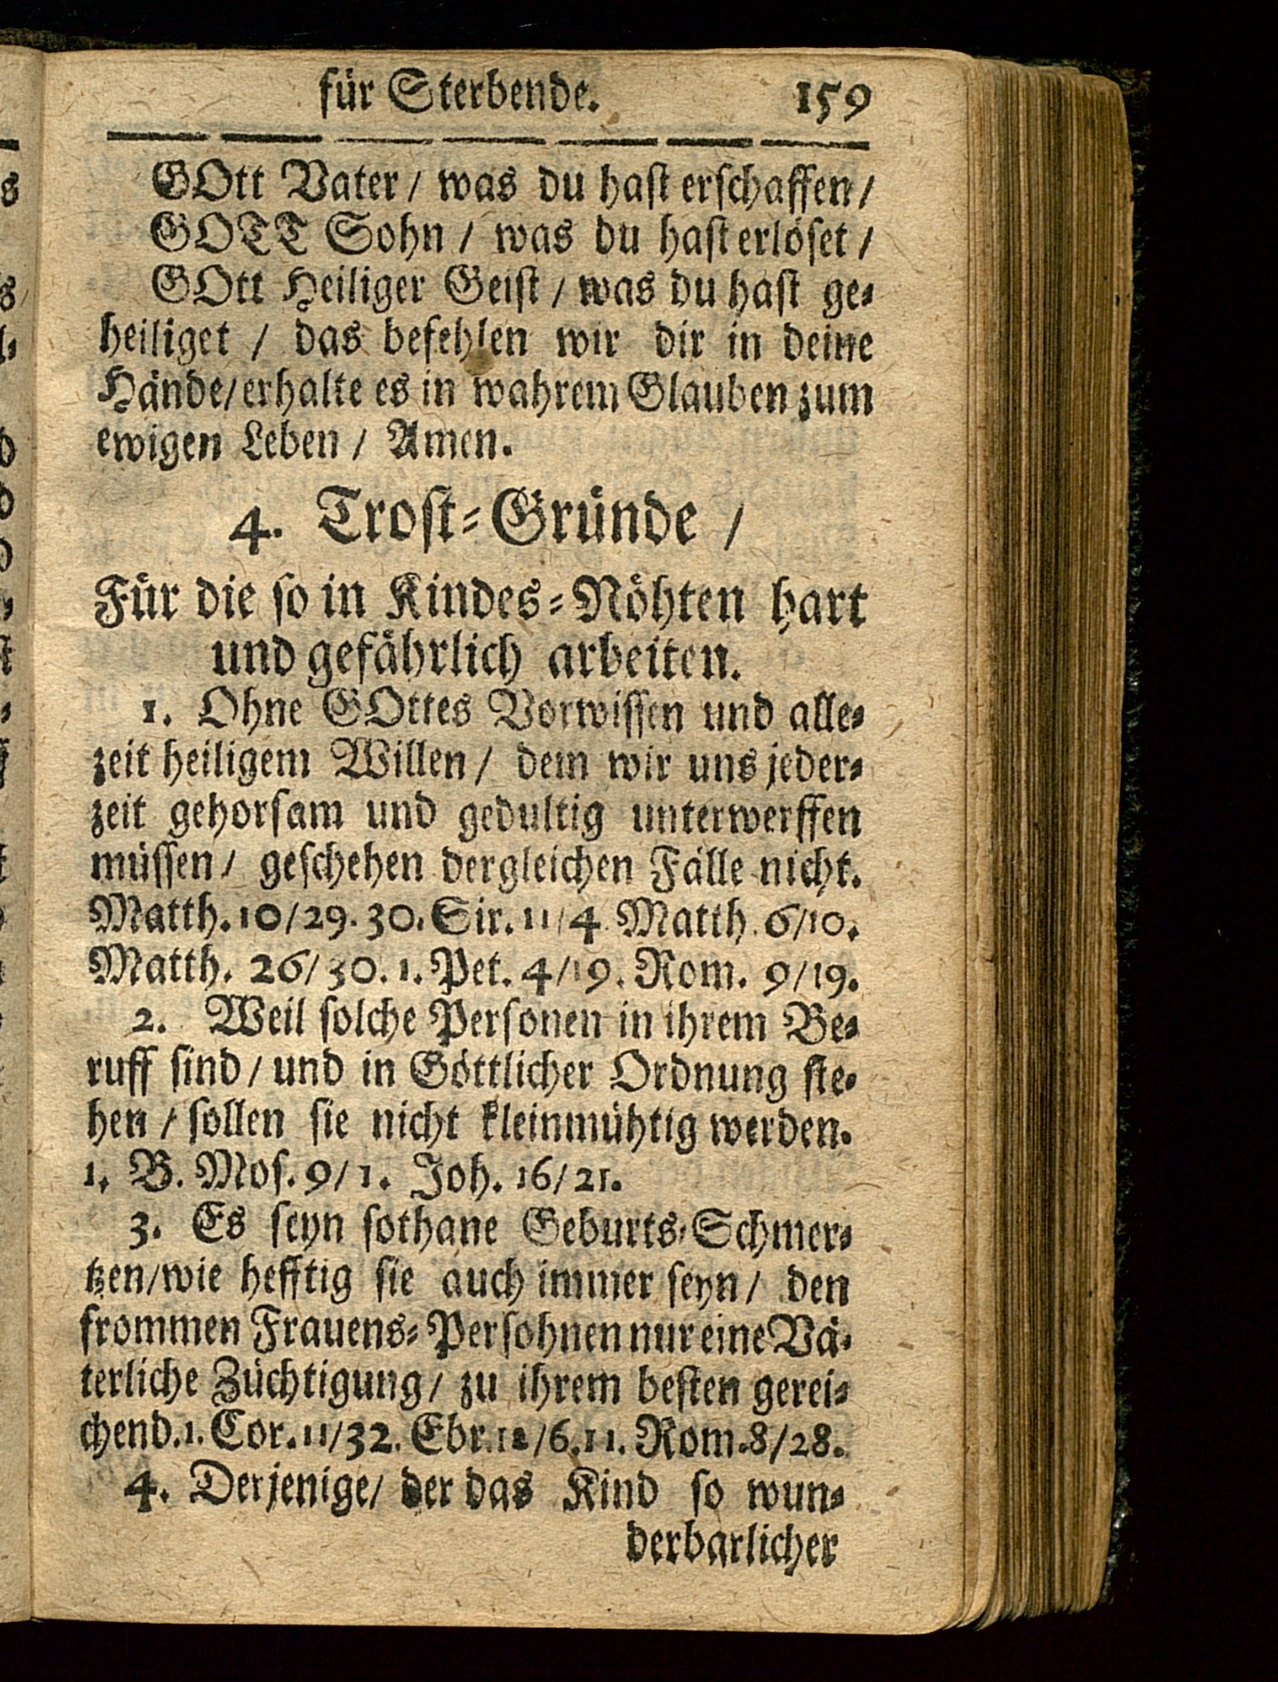 für Sterbende. 159
GOtt Vater / was du hast erschaffen /
GOTT Sohn / was du hast erlöset /
GOtt Heiliger Geist / was du hast ge-
heiliget / das befehlen wir dir in deine
Hände / erhalte es in wahrem Glauben zum
ewigen Leben / Amen.
4. Trost-Gründe /
Für die so in Kindes-Nöhten hart
und gefährlich arbeiten.
1. Ohne GOttes Vorwissen und alle-
zeit heiligem Willen / dem wir uns jeder-
zeit gehorsam und gedultig unterwerffen
müssen / geschehen dergleichen Fälle nicht.
Matth. 10/29. 30. Sir. 11/4 Matth. 6/10.
Matth. 26/30. 1. Pet. 4/19. Rom. 9/19.
2. Weil solche Personen in ihrem Be-
ruff sind / und in Göttlicher Ordnung ste-
hen / sollen sie nicht kleinmühtig werden.
1. B. Mos. 9/1. Joh. 16/21.
3. Es seyn sothane Geburts-Schmer-
tzen/wie hefftig sie auch immer seyn / den
frommen Frauens-Persohnen nur eine Vä-
terliche Züchtigung / zu ihrem besten gerei-
chend. 1. Cor. 11/32. Ebr. 12/6.11. Rom. 8/28.
4. Derjenige / der das Kind so wun-
derbarlicher